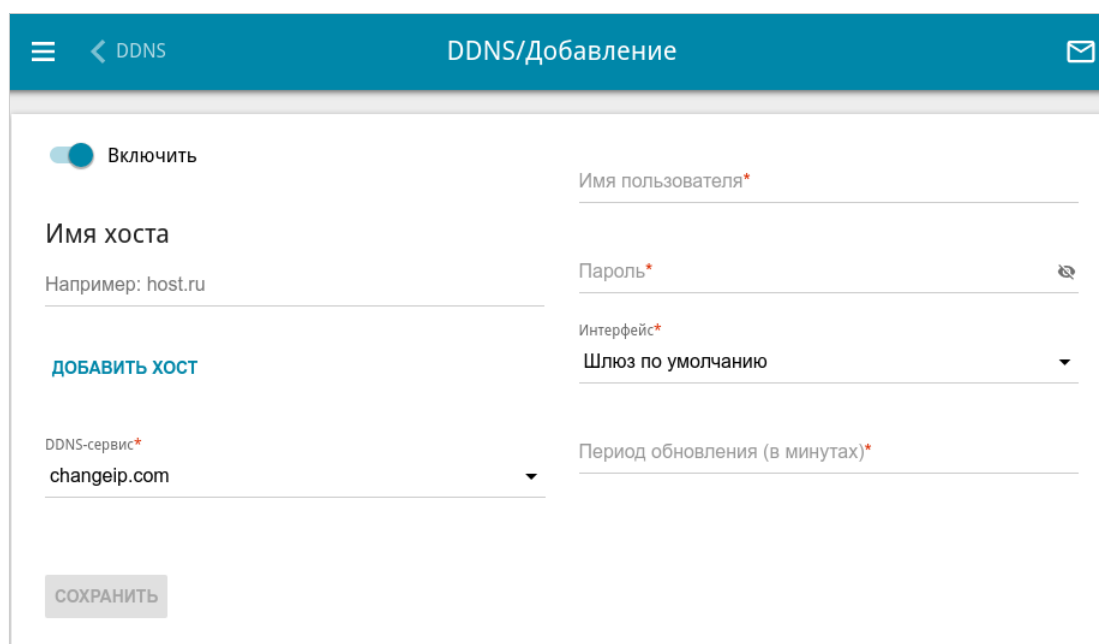 DDNS
DDNS/Добавление
Включить
Имя хоста
Например: host.ru
ДОБАВИТЬ ХОСТ
DDNS-сервис*
changeip.com
СОХРАНИТЬ
Имя пользователя*
Пароль*
Интерфейс*
Шлюз по умолчанию
Период обновления (в минутах)*